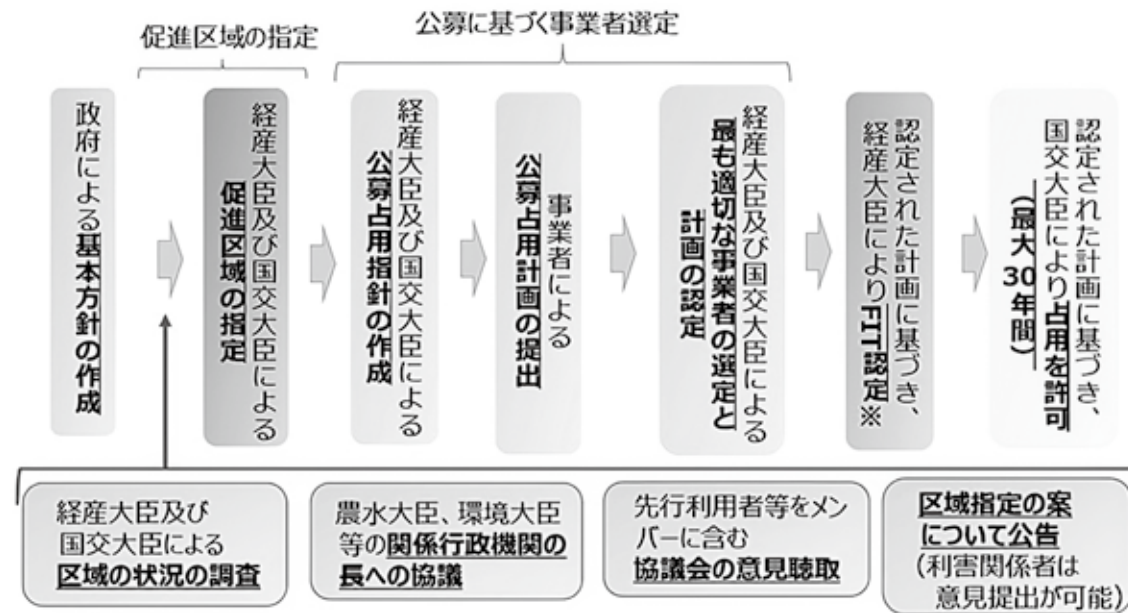 促進区域の指定
公募に基づく事業者選定
政府による基本方針の作成
経産大臣及び国交大臣による
促進区域の指定
経産大臣及び国交大臣による
公募占用指針の作成
事業者による
公募占用計画の提出
経産大臣及び国交大臣による
最も適切な事業者の選定と
計画の認定
認定された計画に基づき、
経産大臣によりFIT認定※
認定された計画に基づき、
国交大臣により占用を許可
(最大30年間)
経産大臣及び
国交大臣による
区域の状況の調査
農水大臣、環境大臣
等の関係行政機関の
長への協議
先行利用者等をメン
バーに含む
協議会の意見聴取
区域指定の案
について公告
(利害関係者は
意見提出が可能)